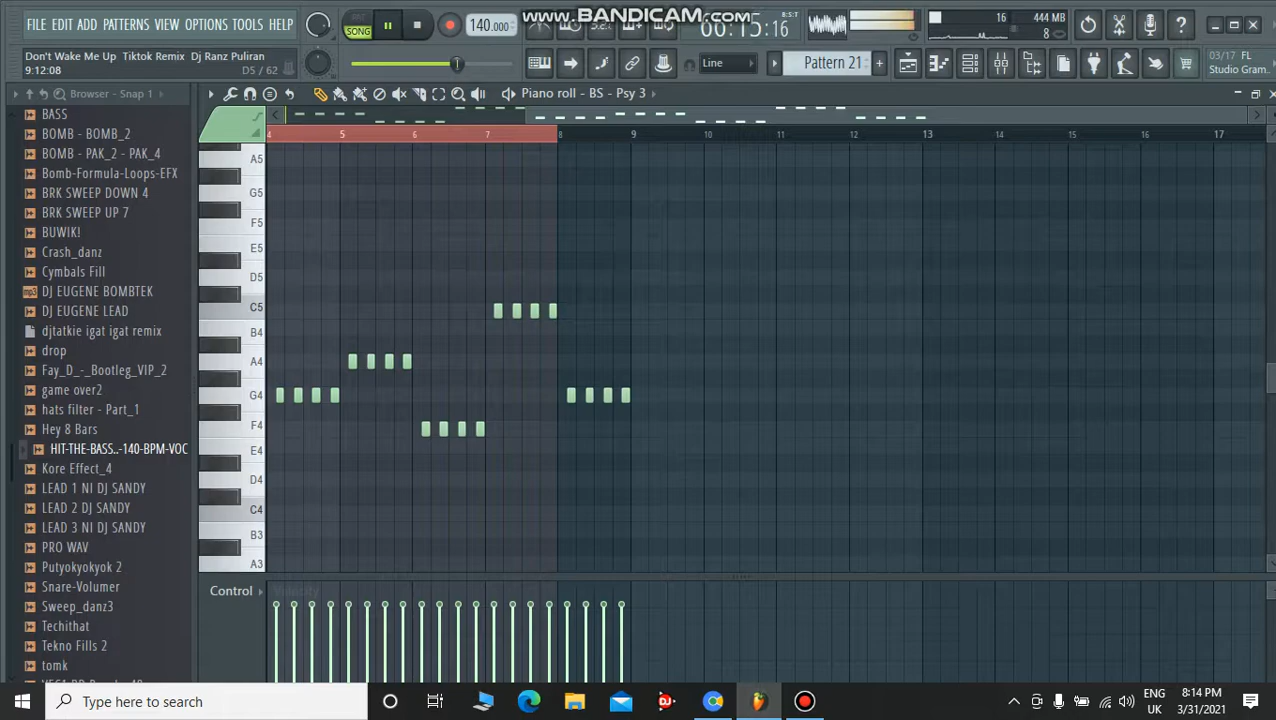 www.BANDICAM.com
FILE EDIT PATTERNS VIEW OPTIONS TOOLS HELP
PAT
SONG
140.000
3.2..
00:15:16
B:S:T
16
444 MB
8
Don't Make Me Up Tiktok Remix Dj Ranz Puliran
9:12:08
D5 / 62
Line
Pattern 21
03/17 FL
Studio Gram..
Browser - Snap 1
Piano roll - BS - Psy 3
4 5 6 7 8 9 10 11 12 13 14 15 16 17
BASS
BOMB - BOMB_2
BOMB - PAK_2 - PAK_4
Bomb-Formula-Loops-EFX
BRK SWEEP DOWN 4
BRK SWEEP UP 7
BUWIK!
Crash_danz
Cymbals Fill
mp3 DJ EUGENE BOMBTEK
DJ EUGENE LEAD
djtatkie igat igat remix
drop
Fay_D_-_Bootleg_VIP_2
game over2
hats filter - Part_1
Hey 8 Bars
HIT-THE-BASS..-140-BPM-VOC
Kore Effect_4
LEAD 1 NI DJ SANDY
LEAD 2 DJ SANDY
LEAD 3 NI DJ SANDY
PRO WAV
Putyokyokyok 2
Snare-Volumer
Sweep_danz3
Techithat
Tekno Fills 2
tomk
A5
G5
F5
E5
D5
C5
B4
A4
G4
F4
E4
D4
C4
B3
A3
Control
Velocity
Type here to search
ENG
UK
8:14 PM
3/31/2021